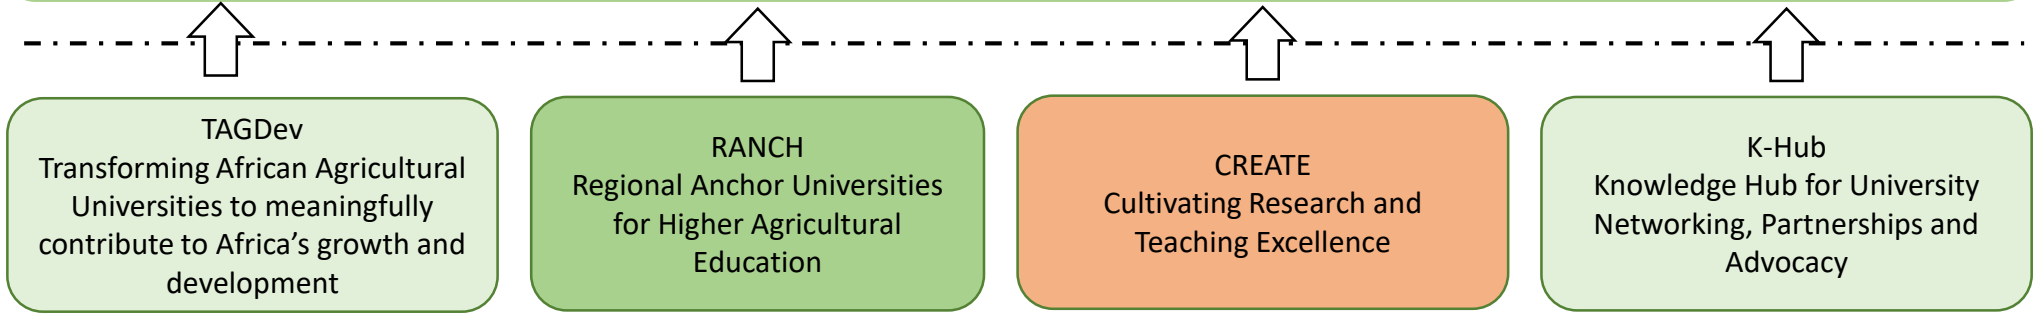 TAGDev
Transforming African Agricultural
Universities to meaningfully
contribute to Africa’s growth and
development
RANCH
Regional Anchor Universities
for Higher Agricultural
Education
CREATE
Cultivating Research and
Teaching Excellence
K-Hub
Knowledge Hub for University
Networking, Partnerships and
Advocacy